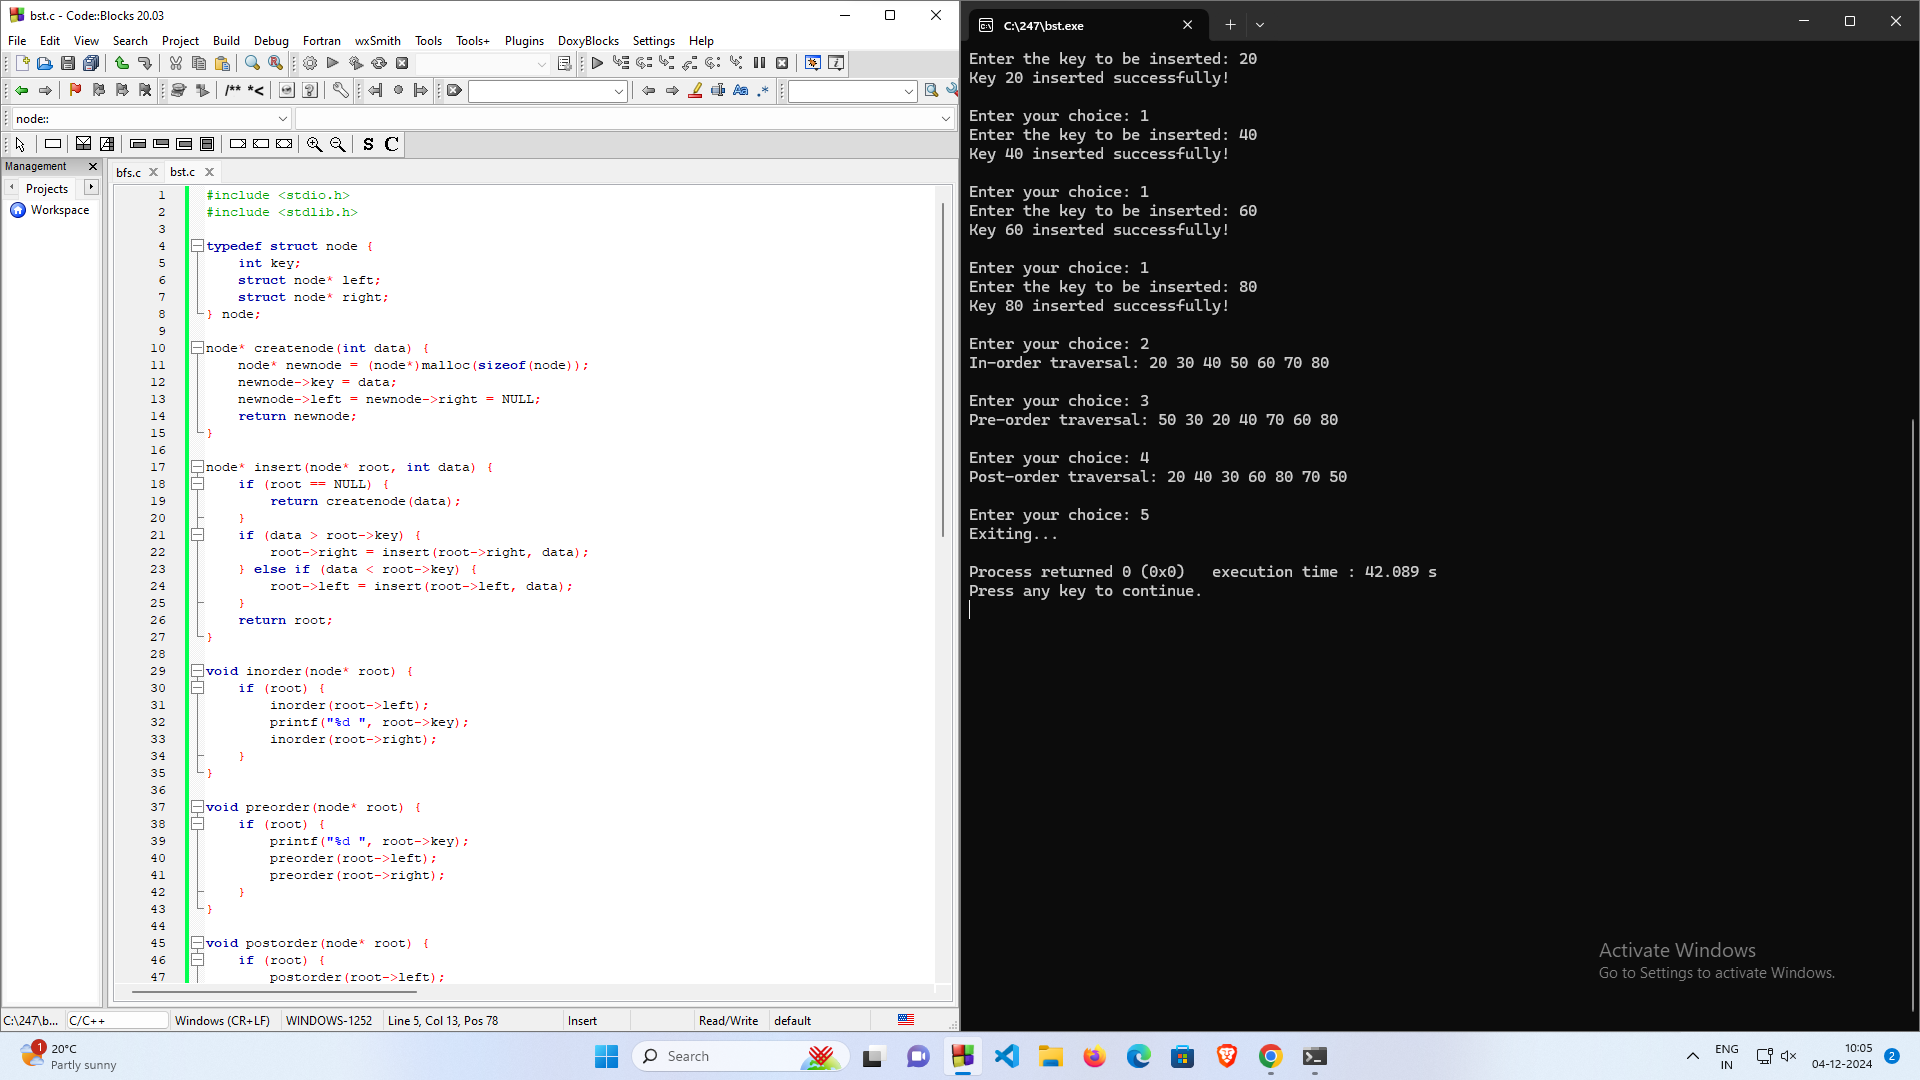 bst.c - Code::Blocks 20.03
File Edit View Search Project Build Debug Fortran wxSmith Tools Tools+ Plugins DoxyBlocks Settings Help
/** *<
Aa .*
node::
S C
Management
Projects
Workspace
bfs.c bst.c
1 #include <stdio.h>
2 #include <stdlib.h>
3
4 typedef struct node {
5 int key;
6 struct node* left;
7 struct node* right;
8 } node;
9
10 node* createnode(int data) {
11 node* newnode = (node*)malloc(sizeof(node));
12 newnode->key = data;
13 newnode->left = newnode->right = NULL;
14 return newnode;
15 }
16
17 node* insert(node* root, int data) {
18 if (root == NULL) {
19 return createnode(data);
20 }
21 if (data > root->key) {
22 root->right = insert(root->right, data);
23 } else if (data < root->key) {
24 root->left = insert(root->left, data);
25 }
26 return root;
27 }
28
29 void inorder(node* root) {
30 if (root) {
31 inorder(root->left);
32 printf("%d ", root->key);
33 inorder(root->right);
34 }
35 }
36
37 void preorder(node* root) {
38 if (root) {
39 printf("%d ", root->key);
40 preorder(root->left);
41 preorder(root->right);
42 }
43 }
44
45 void postorder(node* root) {
46 if (root) {
47 postorder(root->left);
C:\247\b... C/C++ Windows (CR+LF) WINDOWS-1252 Line 5, Col 13, Pos 78 Insert Read/Write default
C:\247\bst.exe
Enter the key to be inserted: 20
Key 20 inserted successfully!
Enter your choice: 1
Enter the key to be inserted: 40
Key 40 inserted successfully!
Enter your choice: 1
Enter the key to be inserted: 60
Key 60 inserted successfully!
Enter your choice: 1
Enter the key to be inserted: 80
Key 80 inserted successfully!
Enter your choice: 2
In-order traversal: 20 30 40 50 60 70 80
Enter your choice: 3
Pre-order traversal: 50 30 20 40 70 60 80
Enter your choice: 4
Post-order traversal: 20 40 30 60 80 70 50
Enter your choice: 5
Exiting...
Process returned 0 (0x0) execution time : 42.089 s
Press any key to continue.
Activate Windows
Go to Settings to activate Windows.
1
20°C
Partly sunny
Search
ENG
IN
10:05
04-12-2024
2